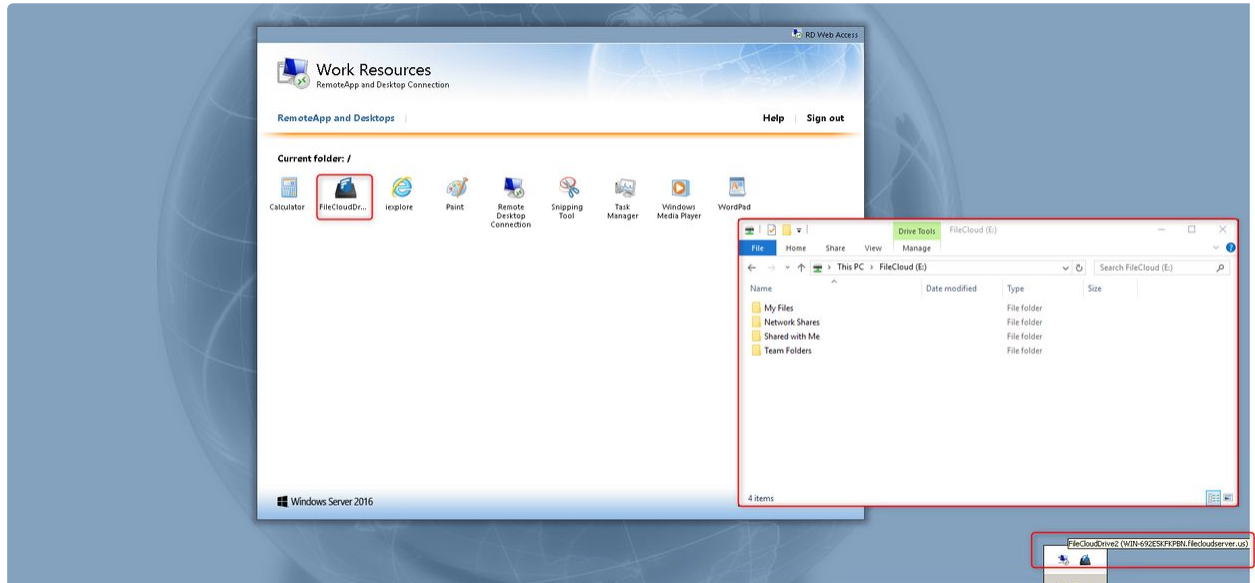 RD Web Access
Work Resources
RemoteApp and Desktop Connection
RemoteApp and Desktops
Help
Sign out
Current folder: /
Calculator
FileCloudDr...
iexplore
Paint
Remote
Desktop
Connection
Snipping
Tool
Task
Manager
Windows
Media Player
WordPad
Drive Tools
FileCloud (E:)
File
Home
Share
View
Manage
This PC > FileCloud (E:)
Search FileCloud (E:)
Name
Date modified
Type
Size
My Files
File folder
Network Shares
File folder
Shared with Me
File folder
Team Folders
File folder
4 items
Windows Server 2016
FileCloudDrive2 (WIN-692E5KFKPBN.filecloudserver.us)